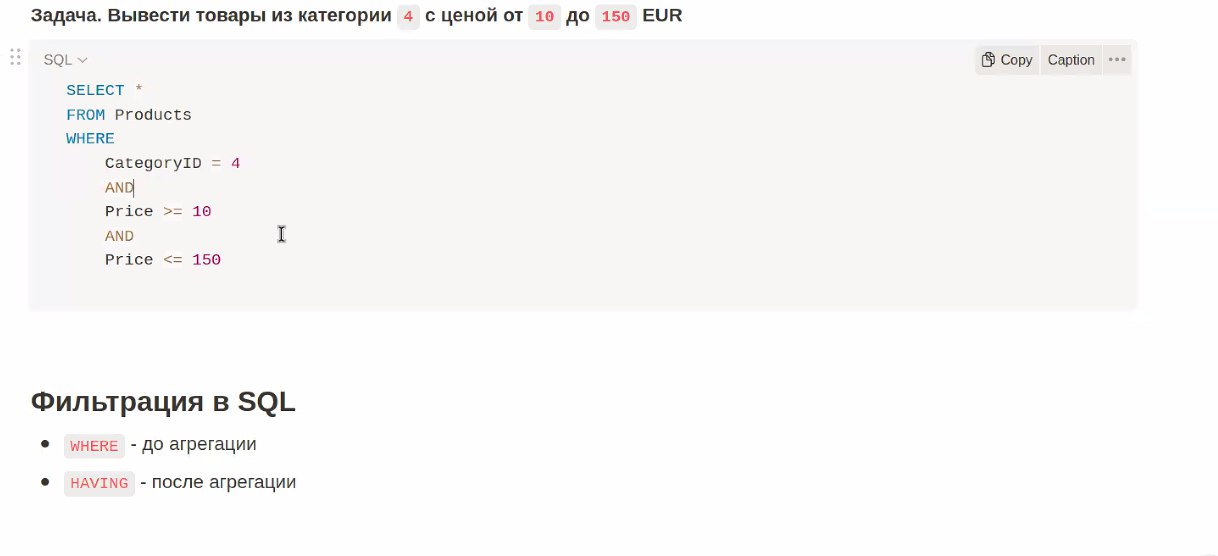 Задача. Вывести товары из категории 4 с ценой от 10 до 150 EUR
SQL
Copy Caption
SELECT *
FROM Products
WHERE
    CategoryID = 4
    AND
    Price >= 10
    AND
    Price <= 150
Фильтрация в SQL
• WHERE - до агрегации
• HAVING - после агрегации